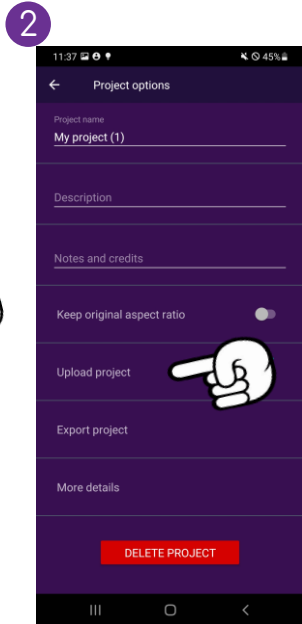 2
11:37 45%
Project options
Project name
My project (1)
Description
Notes and credits
Keep original aspect ratio
Upload project
Export project
More details
DELETE PROJECT